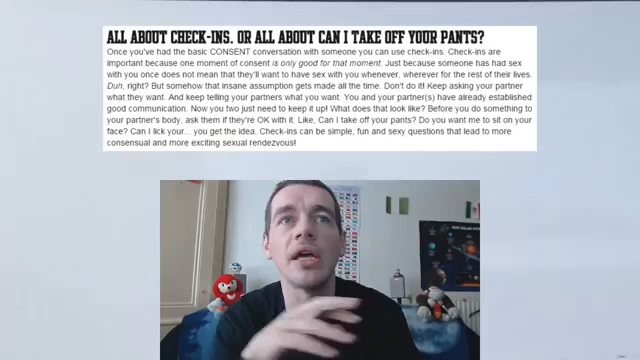 ALL ABOUT CHECK-INS. OR ALL ABOUT CAN I TAKE OFF YOUR PANTS?
Once you've had the basic CONSENT conversation with someone you can use check-ins. Check-ins are
important because one moment of consent is only good for that moment. Just because someone has had sex
with you once does not mean that they'll want to have sex with you whenever, wherever for the rest of their lives.
Duh, right? But somehow that insane assumption gets made all the time. Don't do it! Keep asking your partner
what they want. And keep telling your partners what you want. You and your partner(s) have already established
good communication. Now you two just need to keep it up! What does that look like? Before you do something to
your partner's body, ask them if they're OK with it. Like, Can I take off your pants? Do you want me to sit on your
face? Can I lick your... you get the idea. Check-ins can be simple, fun and sexy questions that lead to more
consensual and more exciting sexual rendezvous!